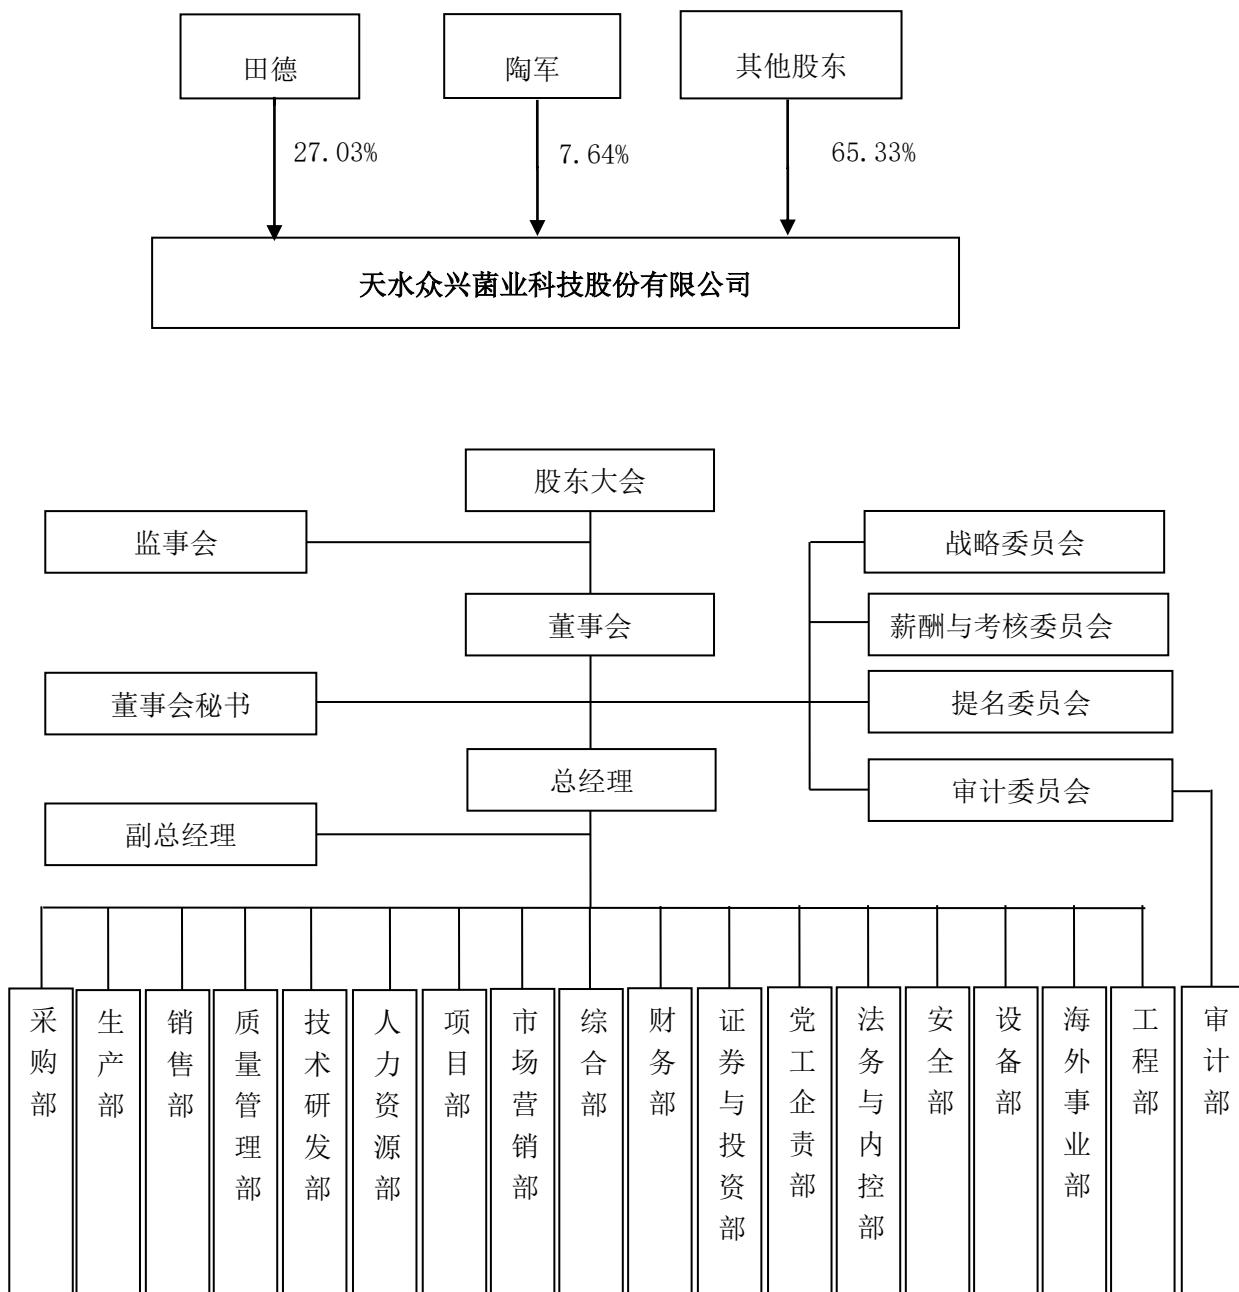 田德
陶军
其他股东
27.03%
7.64%
65.33%
天水众兴菌业科技股份有限公司
股东大会
监事会
战略委员会
董事会
薪酬与考核委员会
董事会秘书
提名委员会
总经理
审计委员会
副总经理
采购部
生产部
销售部
质量管理部
技术研发部
人力资源部
项目部
市场营销部
综合部
财务部
证券与投资部
党工企责部
法务与内控部
安全部
设备部
海外事业部
工程部
审计部